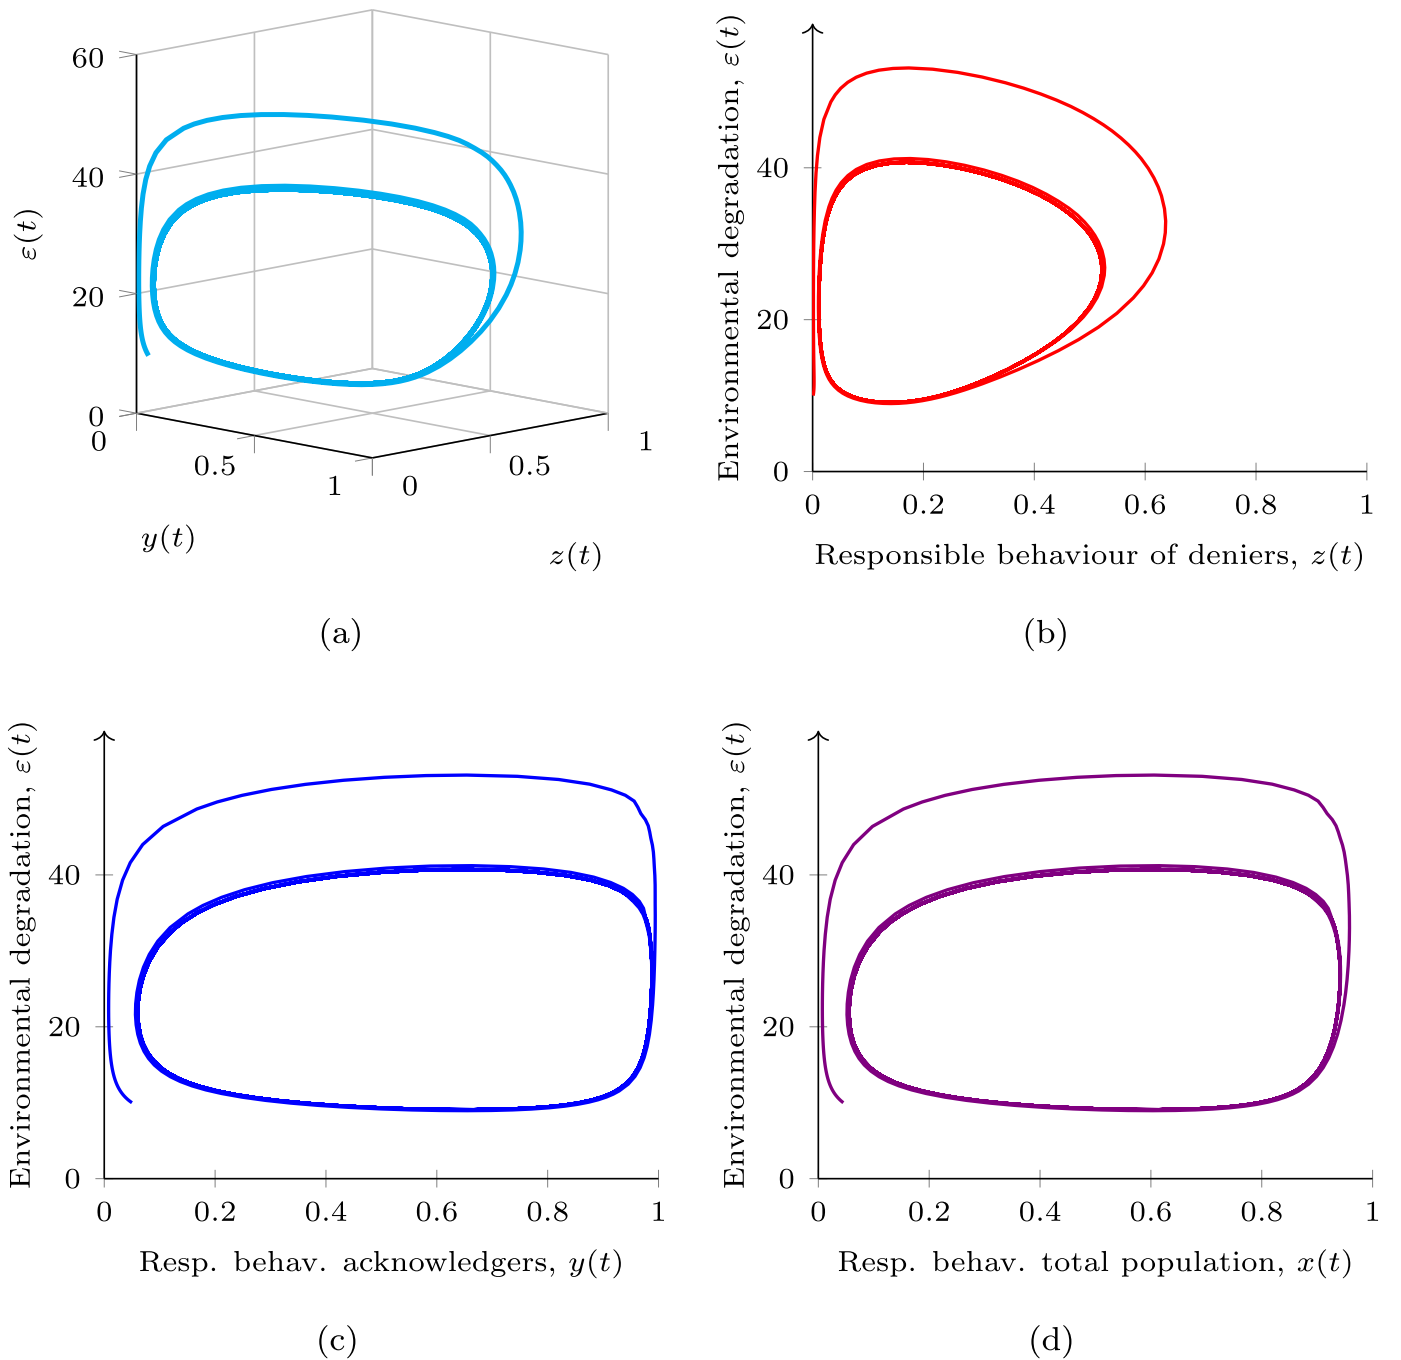 60
40
20
0
ε(t)
0
0.5
1
0
0.5
1
y(t)
z(t)
(a)
Environmental degradation, ε(t)
40
20
0
0 0.2 0.4 0.6 0.8 1
Responsible behaviour of deniers, z(t)
(b)
Environmental degradation, ε(t)
40
20
0
0 0.2 0.4 0.6 0.8 1
Resp. behav. acknowledgers, y(t)
(c)
Environmental degradation, ε(t)
40
20
0
0 0.2 0.4 0.6 0.8 1
Resp. behav. total population, x(t)
(d)